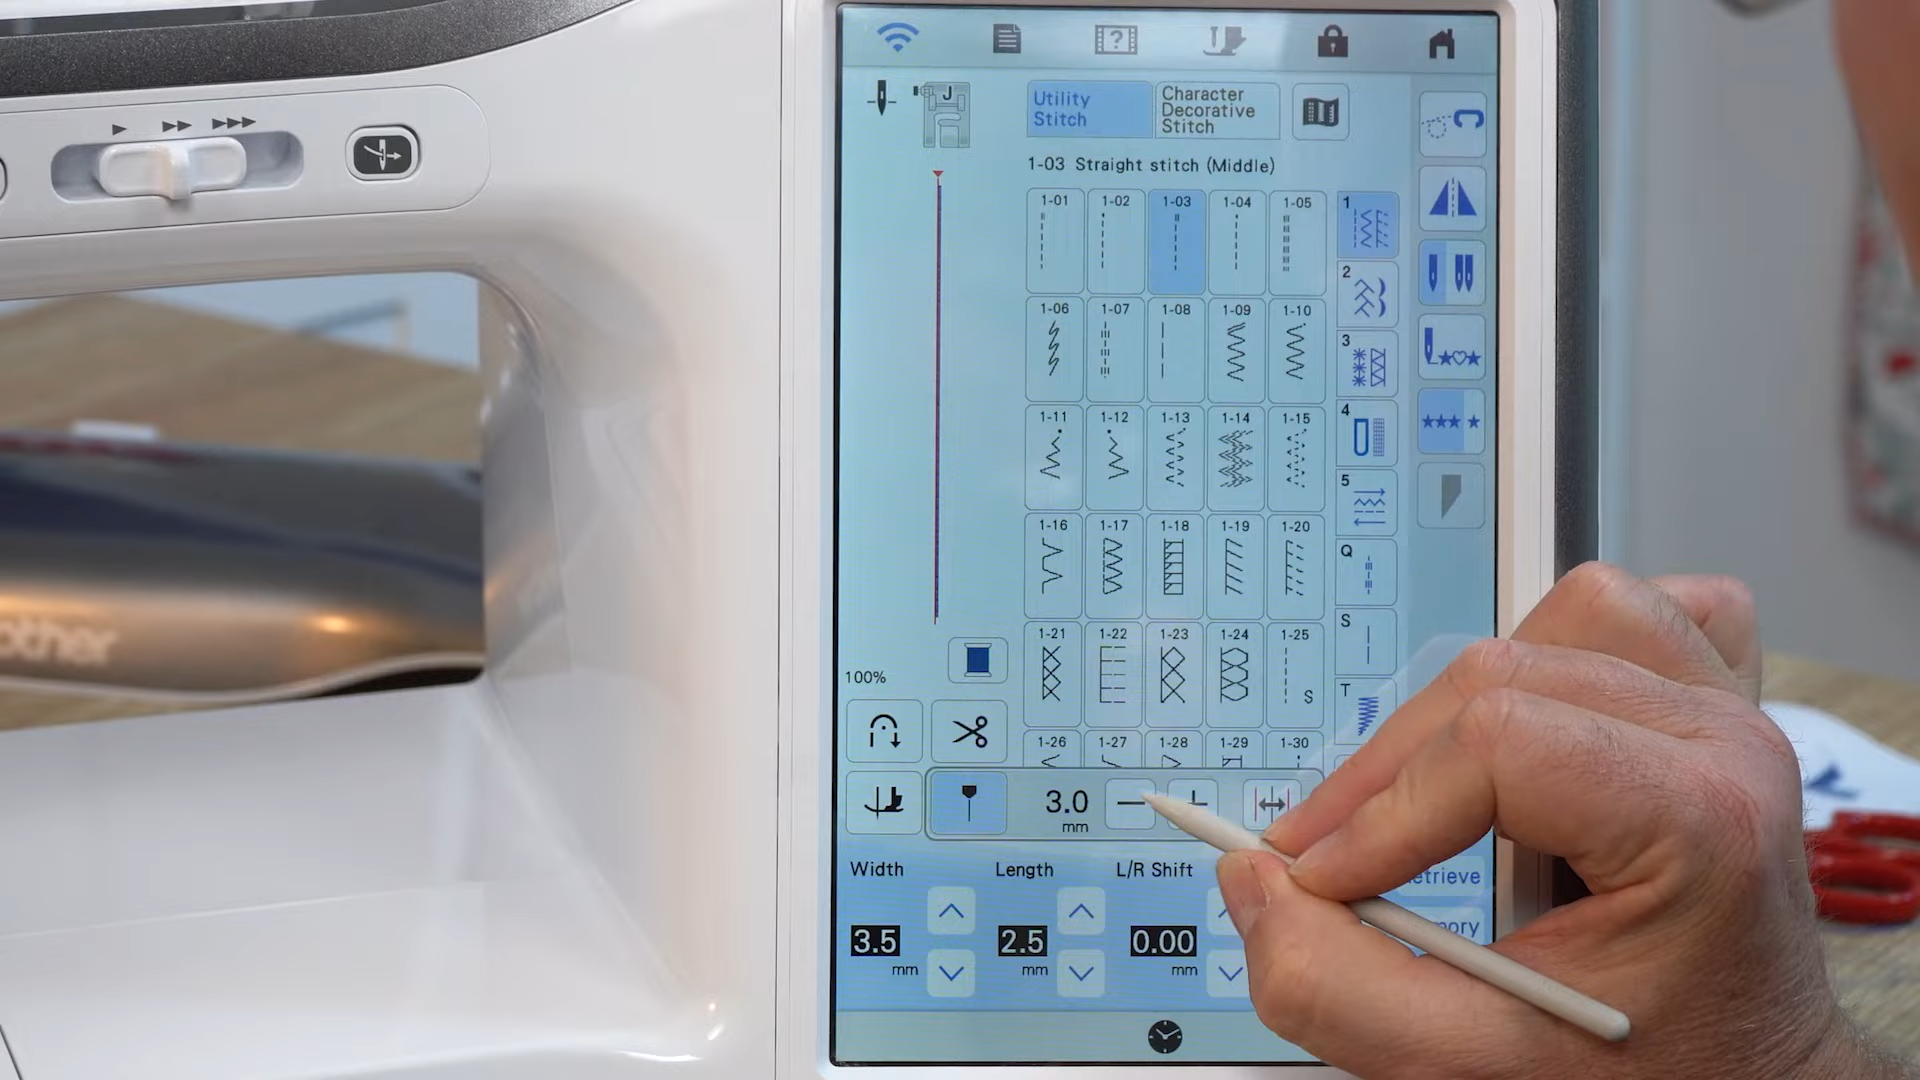 ?
J
Utility
Stitch
Character
Decorative
Stitch
1-03 Straight stitch (Middle)
1-01 1-02 1-03 1-04 1-05 1
2
1-06 1-07 1-08 1-09 1-10
3
1-11 1-12 1-13 1-14 1-15 4
5
1-16 1-17 1-18 1-19 1-20
Q
1-21 1-22 1-23 1-24 1-25 S
S
T
100%
1-26 1-27 1-28 1-29 1-30
3.0
mm
Width Length L/R Shift
etrieve
ory
3.5 2.5 0.00
mm mm mm
other